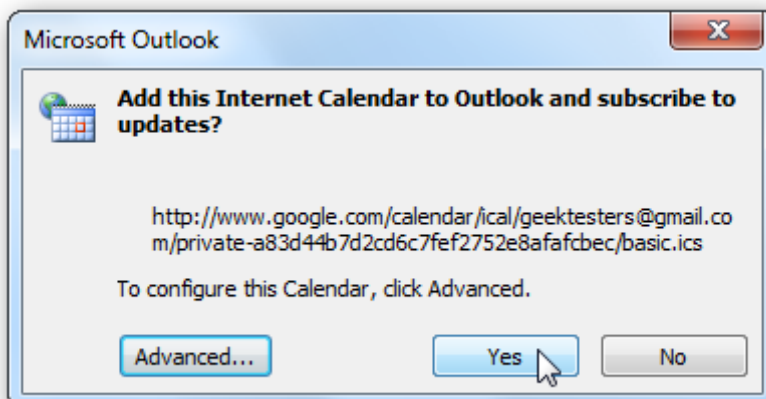 Microsoft Outlook
Add this Internet Calendar to Outlook and subscribe to
updates?
http://www.google.com/calendar/ical/geektesters@gmail.co
m/private-a83d44b7d2cd6c7fef2752e8afafcbec/basic.ics
To configure this Calendar, click Advanced.
Advanced... Yes No